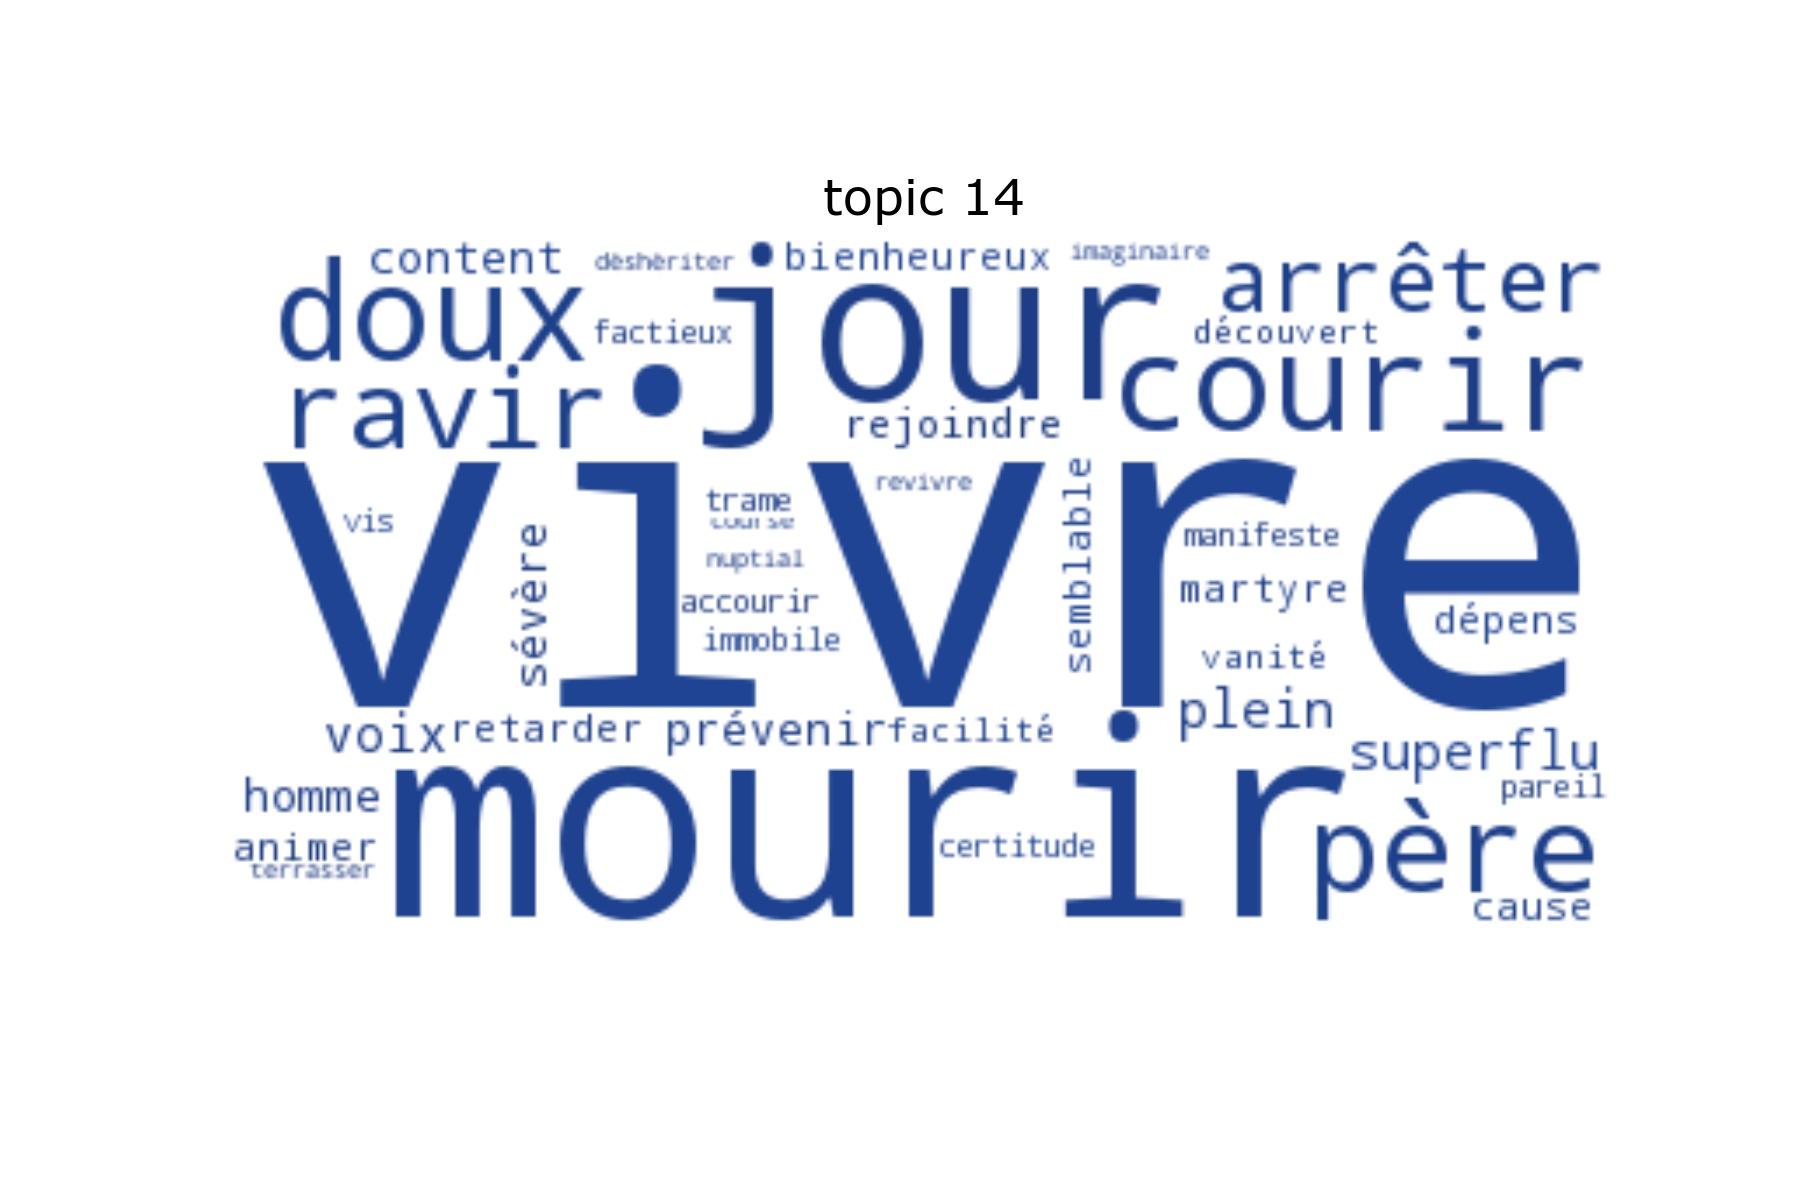 topic 14
content
dèshèriter
bienheureux
imaginaire
arrêter
doux
jour
factieux
découvert
ravir
courir
rejoindre
vivre
vis
sévère
trame
course
revivre
nuptial
accourir
immobile
semblable
manifeste
martyre
dépens
vanité
plein
voix
retarder
prévenir
facilité
superflu
homme
mourir
pareil
animer
terrasser
certitude
père
cause